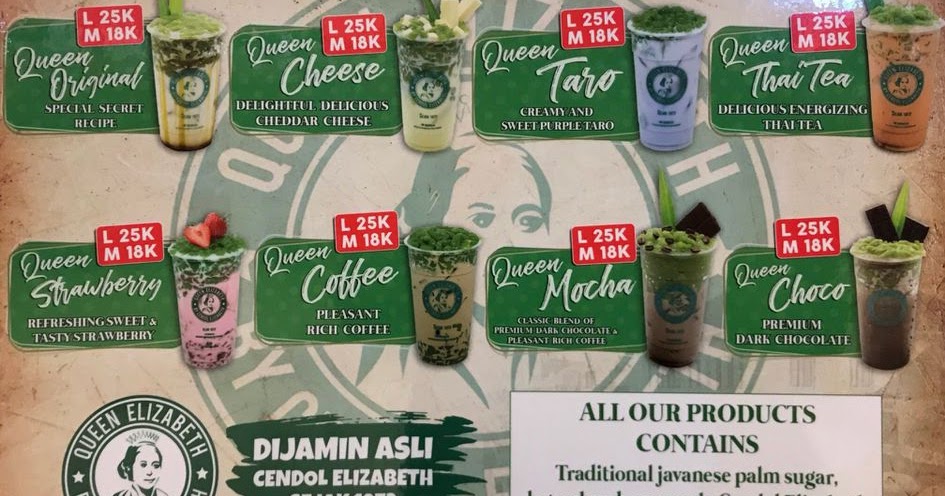 L 25K
M 18K
Queen
Original
SPECIAL SECRET
RECIPE
L 25K
M 18K
Queen
Cheese
DELIGHTFUL, DELICIOUS
CHEDDAR CHEESE
L 25K
M 18K
Queen
Taro
CREAMY AND
SWEET PURPLE TARO
L 25K
M 18K
Queen
Thai Tea
DELICIOUS ENERGIZING
THAI TEA
L 25K
M 18K
Queen
Strawberry
REFRESHING SWEET &
TASTY STRAWBERRY
L 25K
M 18K
Queen
Coffee
PLEASANT
RICH COFFEE
L 25K
M 18K
Queen
Mocha
CLASSIC BLEND OF
PREMIUM DARK CHOCOLATE &
PLEASANT RICH COFFEE
L 25K
M 18K
Queen
Choco
PREMIUM
DARK CHOCOLATE
QUEEN ELIZABETH
DIJAMIN ASLI
CENDOL ELIZABETH
ALL OUR PRODUCTS
CONTAINS
Traditional javanese palm sugar,